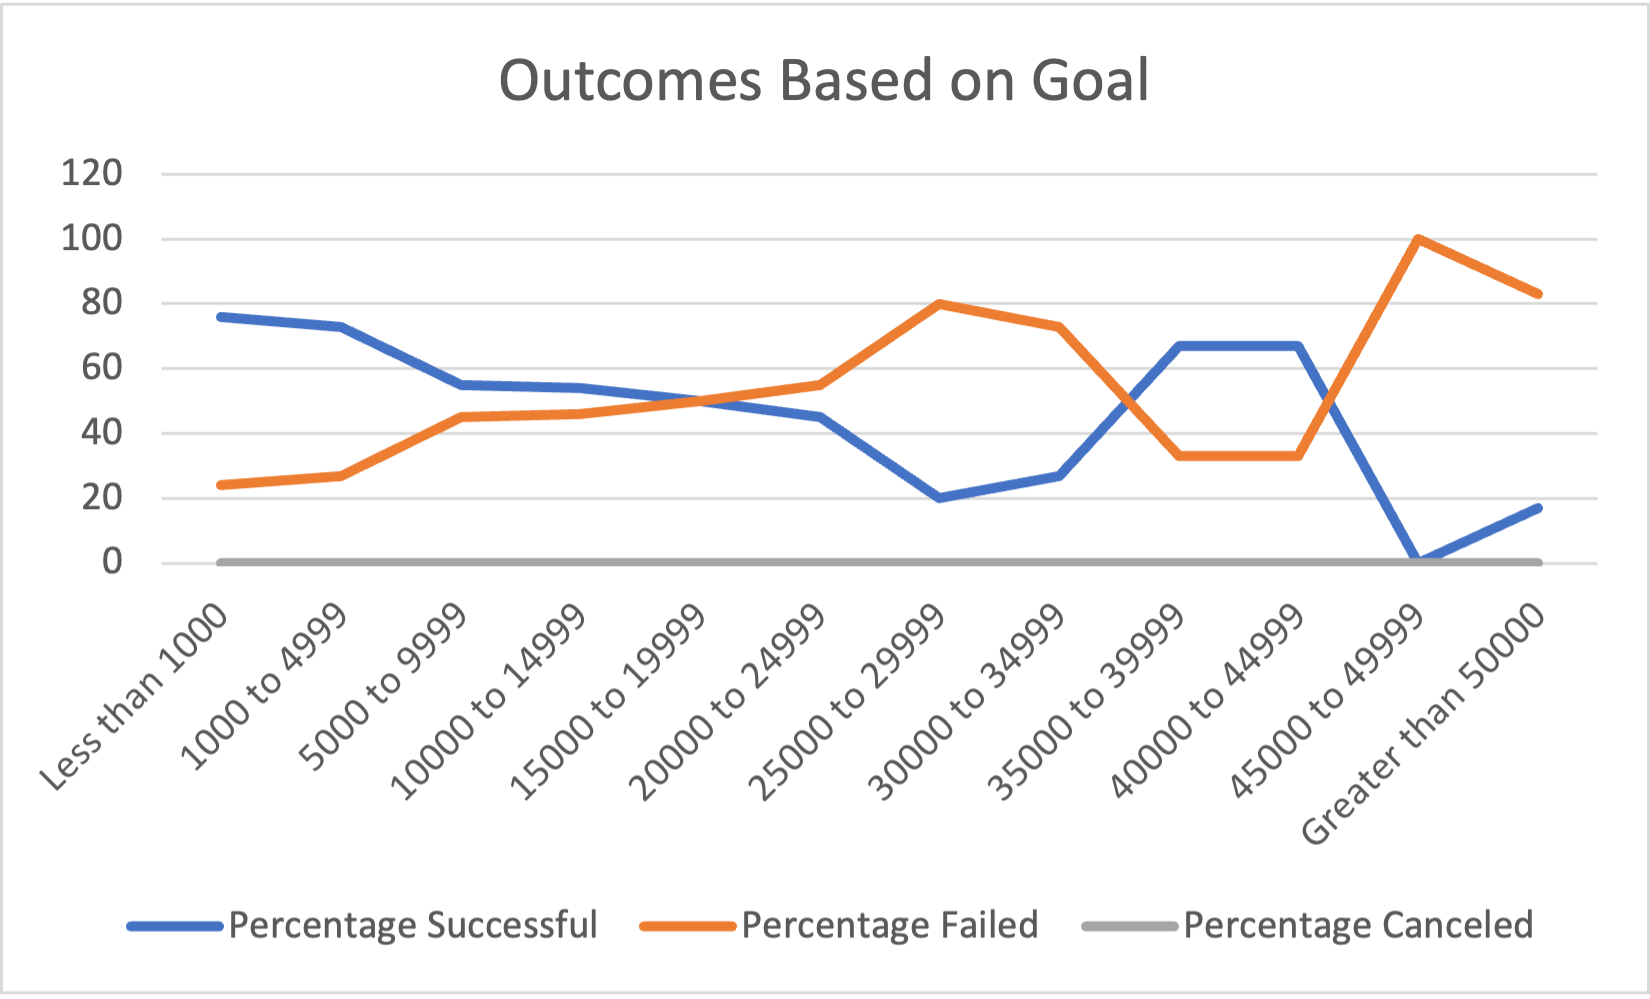 Outcomes Based on Goal
120
100
80
60
40
20
0
Less than 1000
1000 to 4999
5000 to 9999
10000 to 14999
15000 to 19999
20000 to 24999
25000 to 29999
30000 to 34999
35000 to 39999
40000 to 44999
45000 to 49999
Greater than 50000
Percentage Successful
Percentage Failed
Percentage Canceled